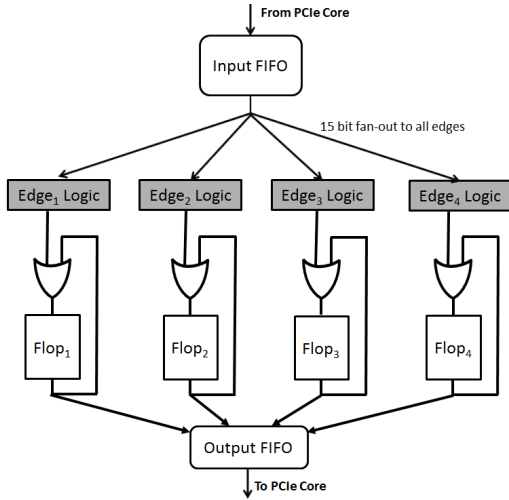 From PCIe Core
Input FIFO
15 bit fan-out to all edges
Edge₁ Logic
Edge₂ Logic
Edge₃ Logic
Edge₄ Logic
Flop₁
Flop₂
Flop₃
Flop₄
Output FIFO
To PCIe Core